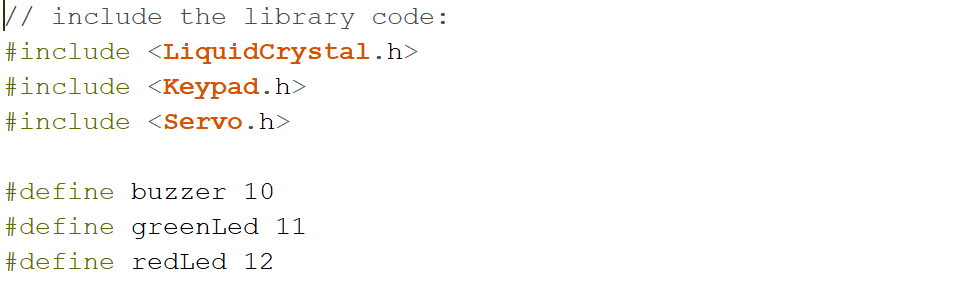 // include the library code:
#include <LiquidCrystal.h>
#include <Keypad.h>
#include <Servo.h>
#define buzzer 10
#define greenLed 11
#define redLed 12